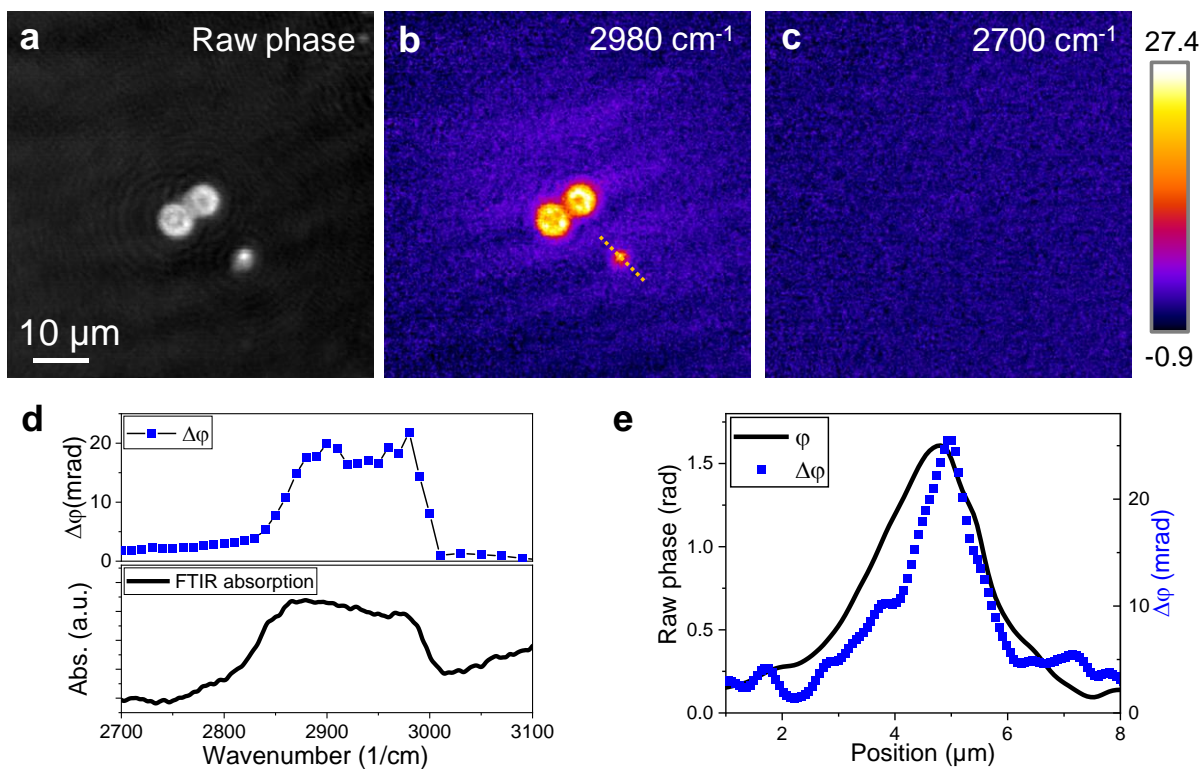 a Raw phase
10 µm
b 2980 cm-1
c 2700 cm-1
27.4
-0.9
d
Δφ
Δφ(mrad)
20
10
0
FTIR absorption
Abs. (a.u.)
2700 2800 2900 3000 3100
Wavenumber (1/cm)
e
φ
Δφ
Raw phase (rad)
1.5
1.0
0.5
0.0
2 4 6 8
Position (µm)
20
10
0
Δφ (mrad)